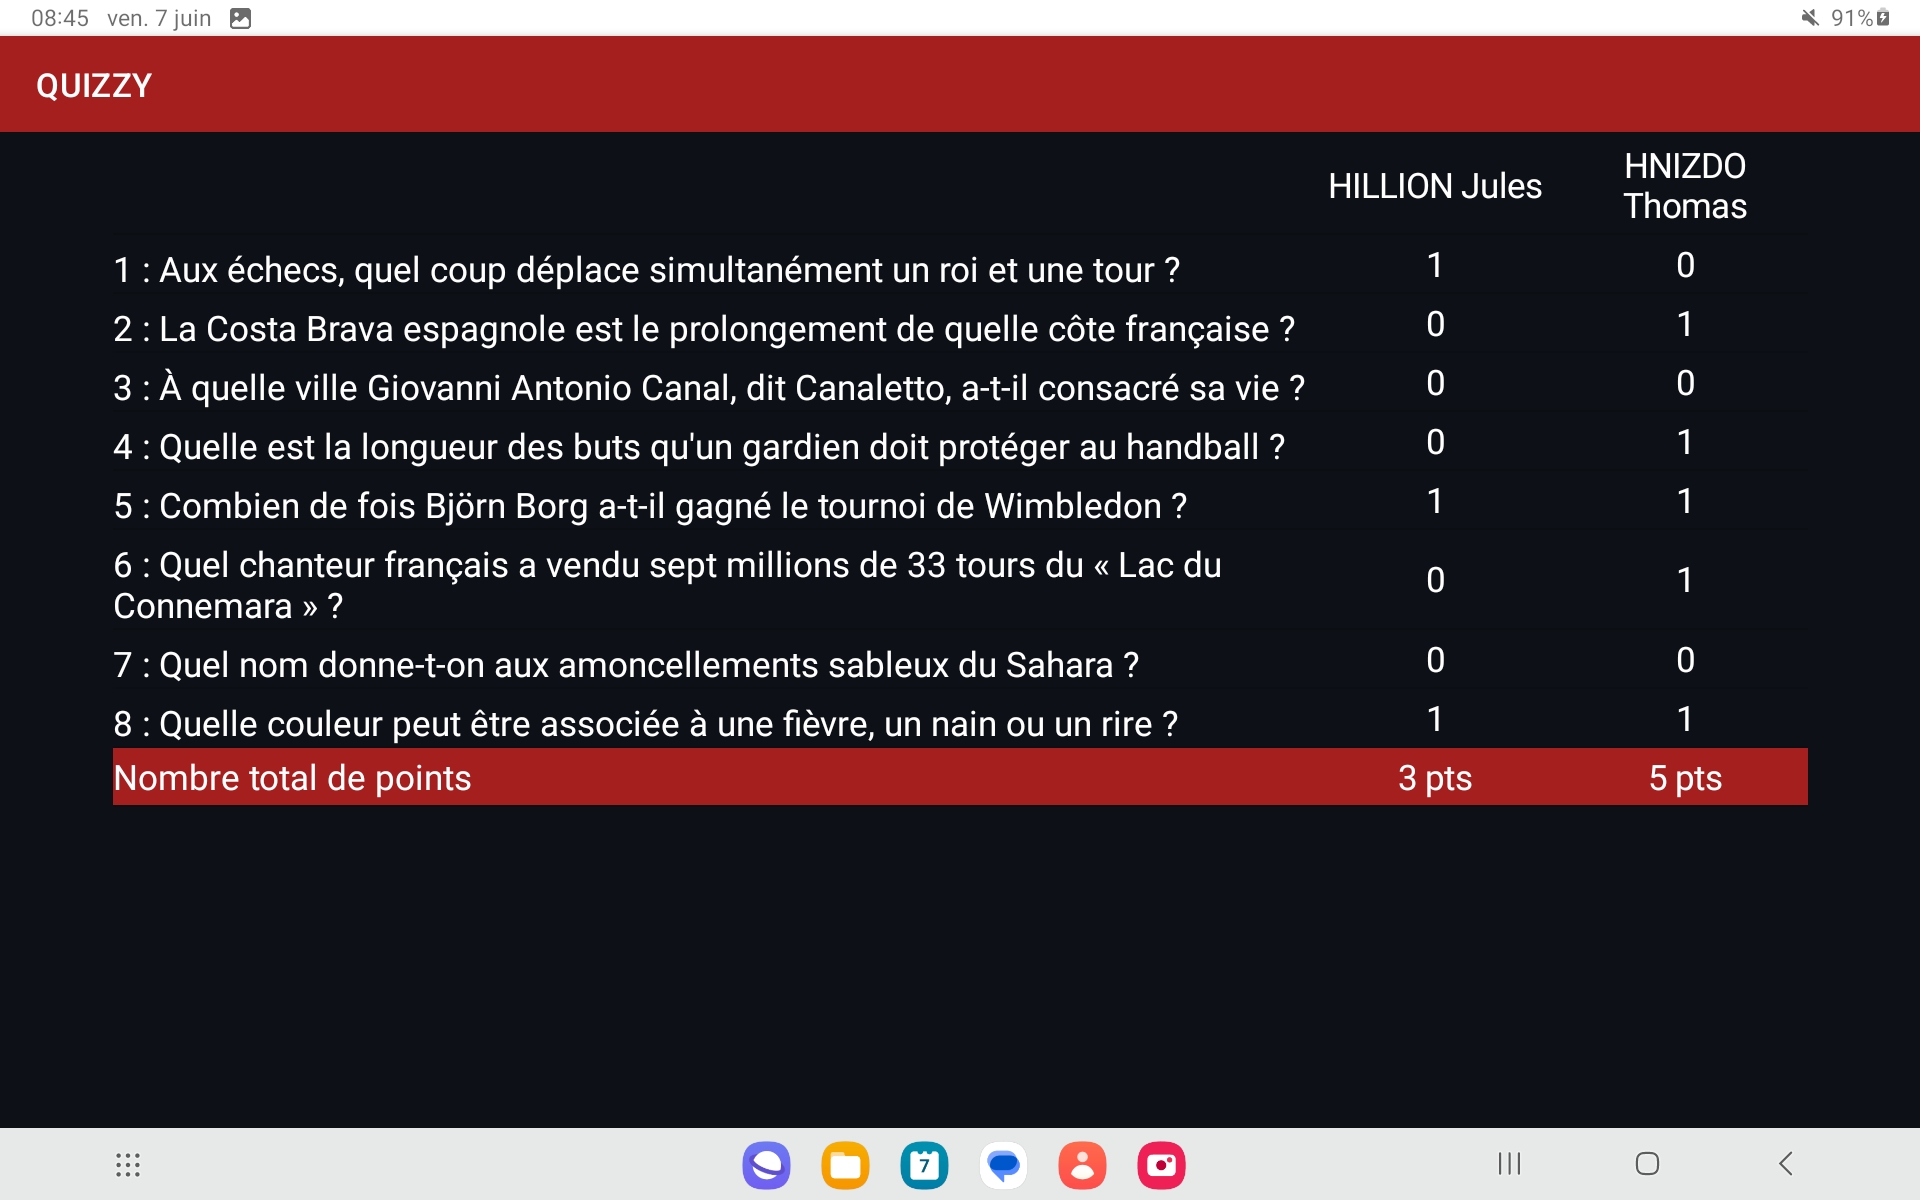 08:45 ven. 7 juin 91%
QUIZZY
HILLION Jules HNIZDO
Thomas
1 : Aux échecs, quel coup déplace simultanément un roi et une tour ? 1 0
2 : La Costa Brava espagnole est le prolongement de quelle côte française ? 0 1
3 : À quelle ville Giovanni Antonio Canal, dit Canaletto, a-t-il consacré sa vie ? 0 0
4 : Quelle est la longueur des buts qu'un gardien doit protéger au handball ? 0 1
5 : Combien de fois Björn Borg a-t-il gagné le tournoi de Wimbledon ? 1 1
6 : Quel chanteur français a vendu sept millions de 33 tours du « Lac du
Connemara » ? 0 1
7 : Quel nom donne-t-on aux amoncellements sableux du Sahara ? 0 0
8 : Quelle couleur peut être associée à une fièvre, un nain ou un rire ? 1 1
Nombre total de points 3 pts 5 pts
7